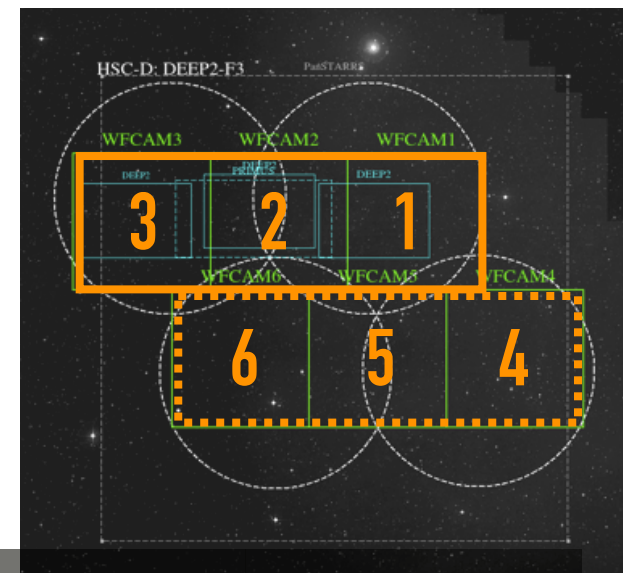 HSC-D: DEEP2-F3 PanSTARRS
WFCAM3 WFCAM2 WFCAM1
DEEP2 DEEP2 DEEP2
PRIMUS
3 2 1
WFCAM6 WFCAM5 WFCAM4
6 5 4